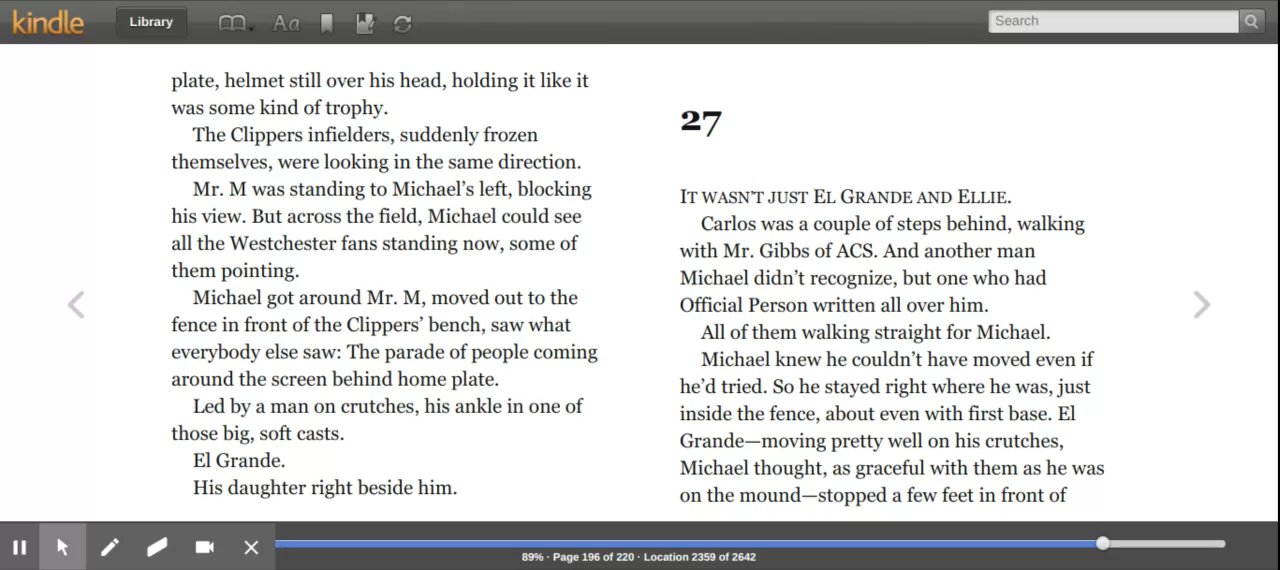 kindle
Library
Aa
Search
plate, helmet still over his head, holding it like it
was some kind of trophy.
The Clippers infielders, suddenly frozen
themselves, were looking in the same direction.
Mr. M was standing to Michael’s left, blocking
his view. But across the field, Michael could see
all the Westchester fans standing now, some of
them pointing.
Michael got around Mr. M, moved out to the
fence in front of the Clippers’ bench, saw what
everybody else saw: The parade of people coming
around the screen behind home plate.
Led by a man on crutches, his ankle in one of
those big, soft casts.
El Grande.
His daughter right beside him.
27
IT WASN’T JUST EL GRANDE AND ELLIE.
Carlos was a couple of steps behind, walking
with Mr. Gibbs of ACS. And another man
Michael didn’t recognize, but one who had
Official Person written all over him.
All of them walking straight for Michael.
Michael knew he couldn’t have moved even if
he’d tried. So he stayed right where he was, just
inside the fence, about even with first base. El
Grande—moving pretty well on his crutches,
Michael thought, as graceful with them as he was
on the mound—stopped a few feet in front of
89% · Page 196 of 220 · Location 2359 of 2642